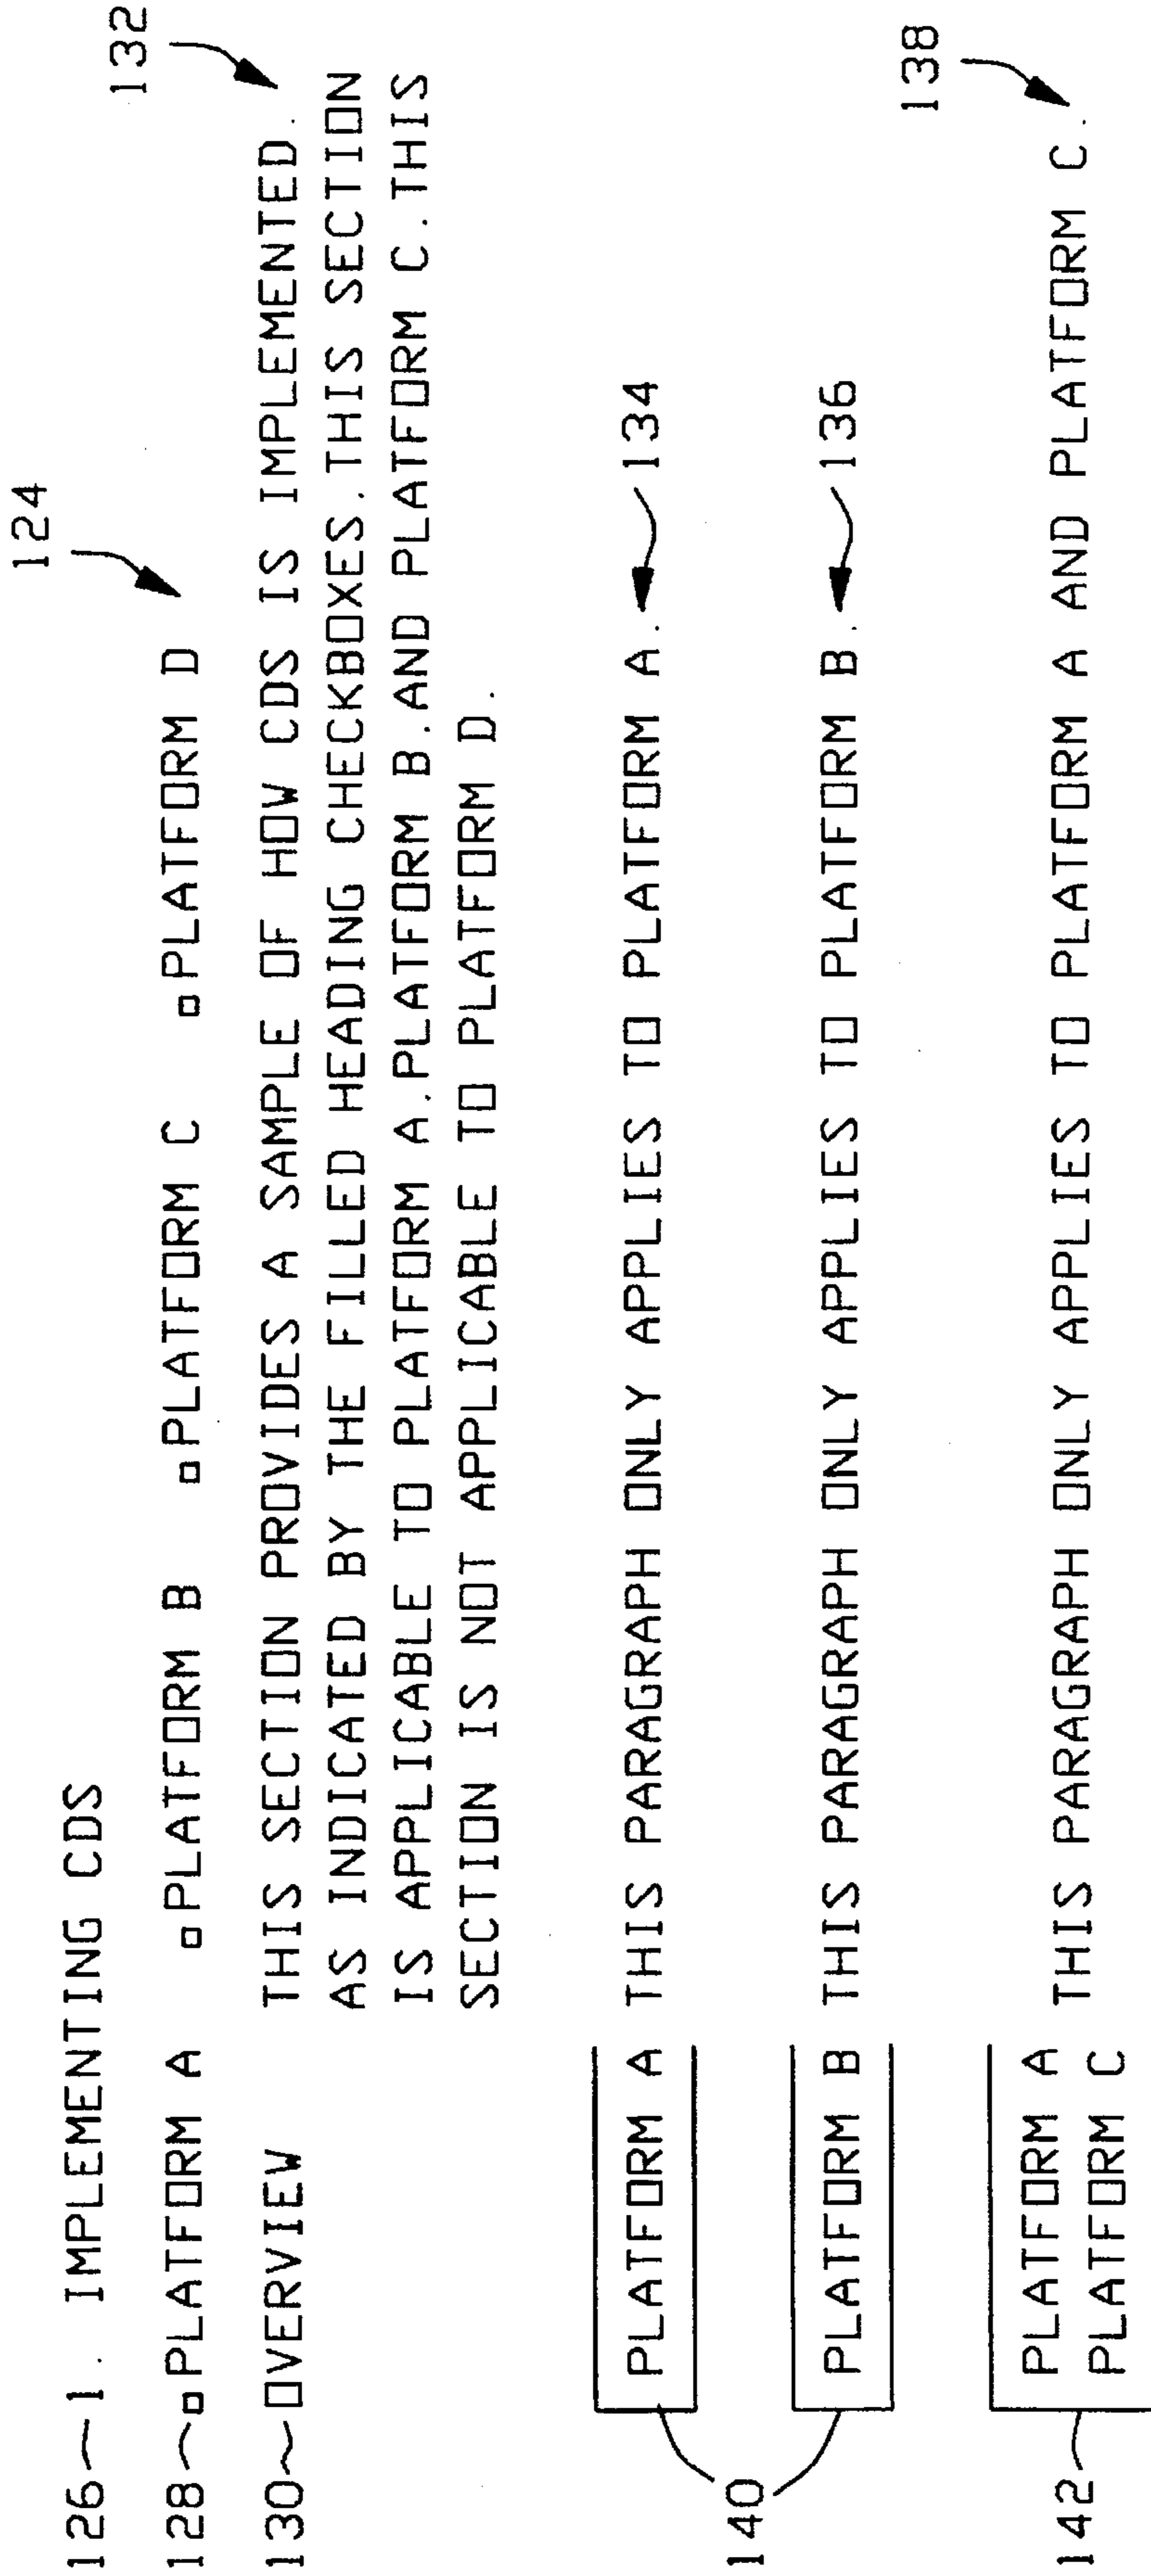 124
126 1. IMPLEMENTING CDS
128 PLATFORM A PLATFORM B PLATFORM C PLATFORM D
132
130 OVERVIEW THIS SECTION PROVIDES A SAMPLE OF HOW CDS IS IMPLEMENTED.
AS INDICATED BY THE FILLED HEADING CHECKBOXES.THIS SECTION
IS APPLICABLE TO PLATFORM A.PLATFORM B.AND PLATFORM C.THIS
SECTION IS NOT APPLICABLE TO PLATFORM D.
PLATFORM A THIS PARAGRAPH ONLY APPLIES TO PLATFORM A. 134
140
PLATFORM B THIS PARAGRAPH ONLY APPLIES TO PLATFORM B. 136
138
PLATFORM A
142 THIS PARAGRAPH ONLY APPLIES TO PLATFORM A AND PLATFORM C.
PLATFORM C